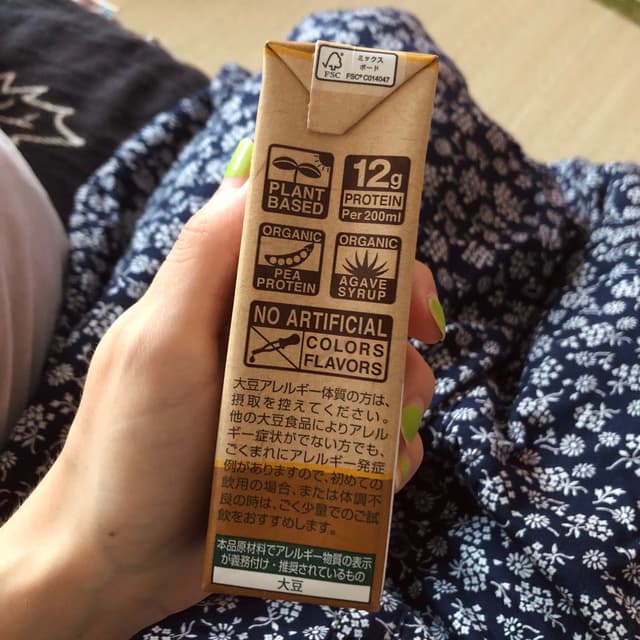 FSC
ミックス
ボード
FSC® C014047
PLANT
BASED
12g
PROTEIN
Per 200ml
ORGANIC
PEA
PROTEIN
ORGANIC
AGAVE
SYRUP
NO ARTIFICIAL
COLORS
FLAVORS
大豆アレルギー体質の方は、
摂取を控えてください。
他の大豆食品によりアレル
ギー症状がでない方でも、
ごくまれにアレルギー発症
例がありますので、初めての
飲用の場合、または体調不
良の時は、ごく少量でのご試
飲をおすすめします。
本品原材料でアレルギー物質の表示
が義務付け・推奨されているもの
大豆